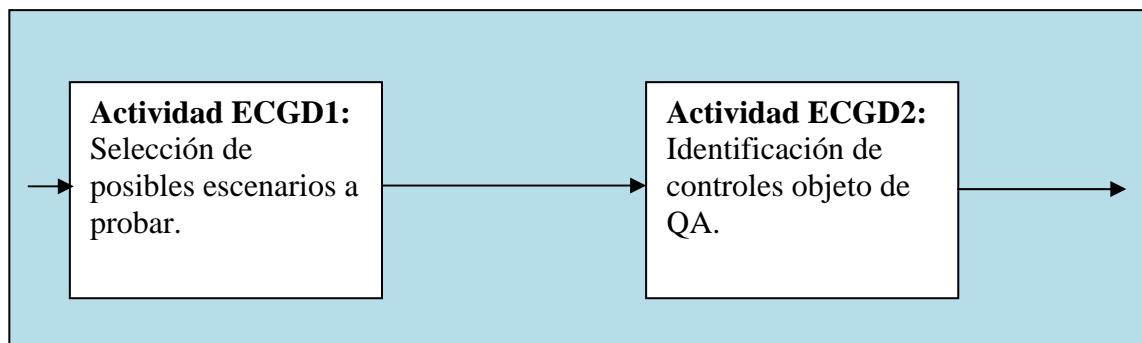 Actividad ECGD1:
Selección de
posibles escenarios a
probar.
Actividad ECGD2:
Identificación de
controles objeto de
QA.